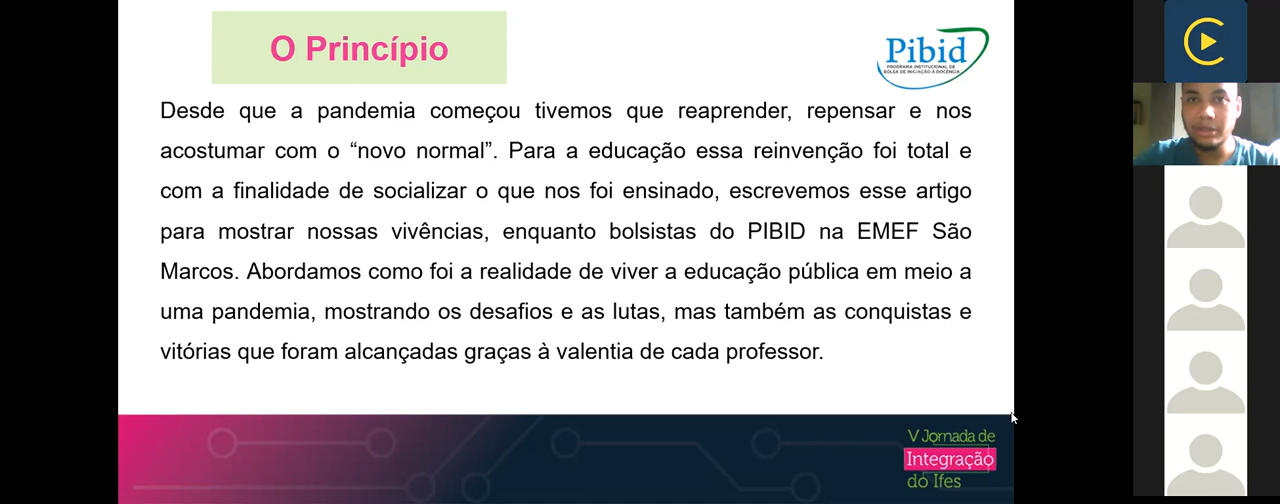 O Princípio
Pibid
PROGRAMA INSTITUCIONAL DE
BOLSA DE INICIAÇÃO À DOCÊNCIA
Desde que a pandemia começou tivemos que reaprender, repensar e nos
acostumar com o “novo normal”. Para a educação essa reinvenção foi total e
com a finalidade de socializar o que nos foi ensinado, escrevemos esse artigo
para mostrar nossas vivências, enquanto bolsistas do PIBID na EMEF São
Marcos. Abordamos como foi a realidade de viver a educação pública em meio a
uma pandemia, mostrando os desafios e as lutas, mas também as conquistas e
vitórias que foram alcançadas graças à valentia de cada professor.
V Jornada de
Integração
do Ifes